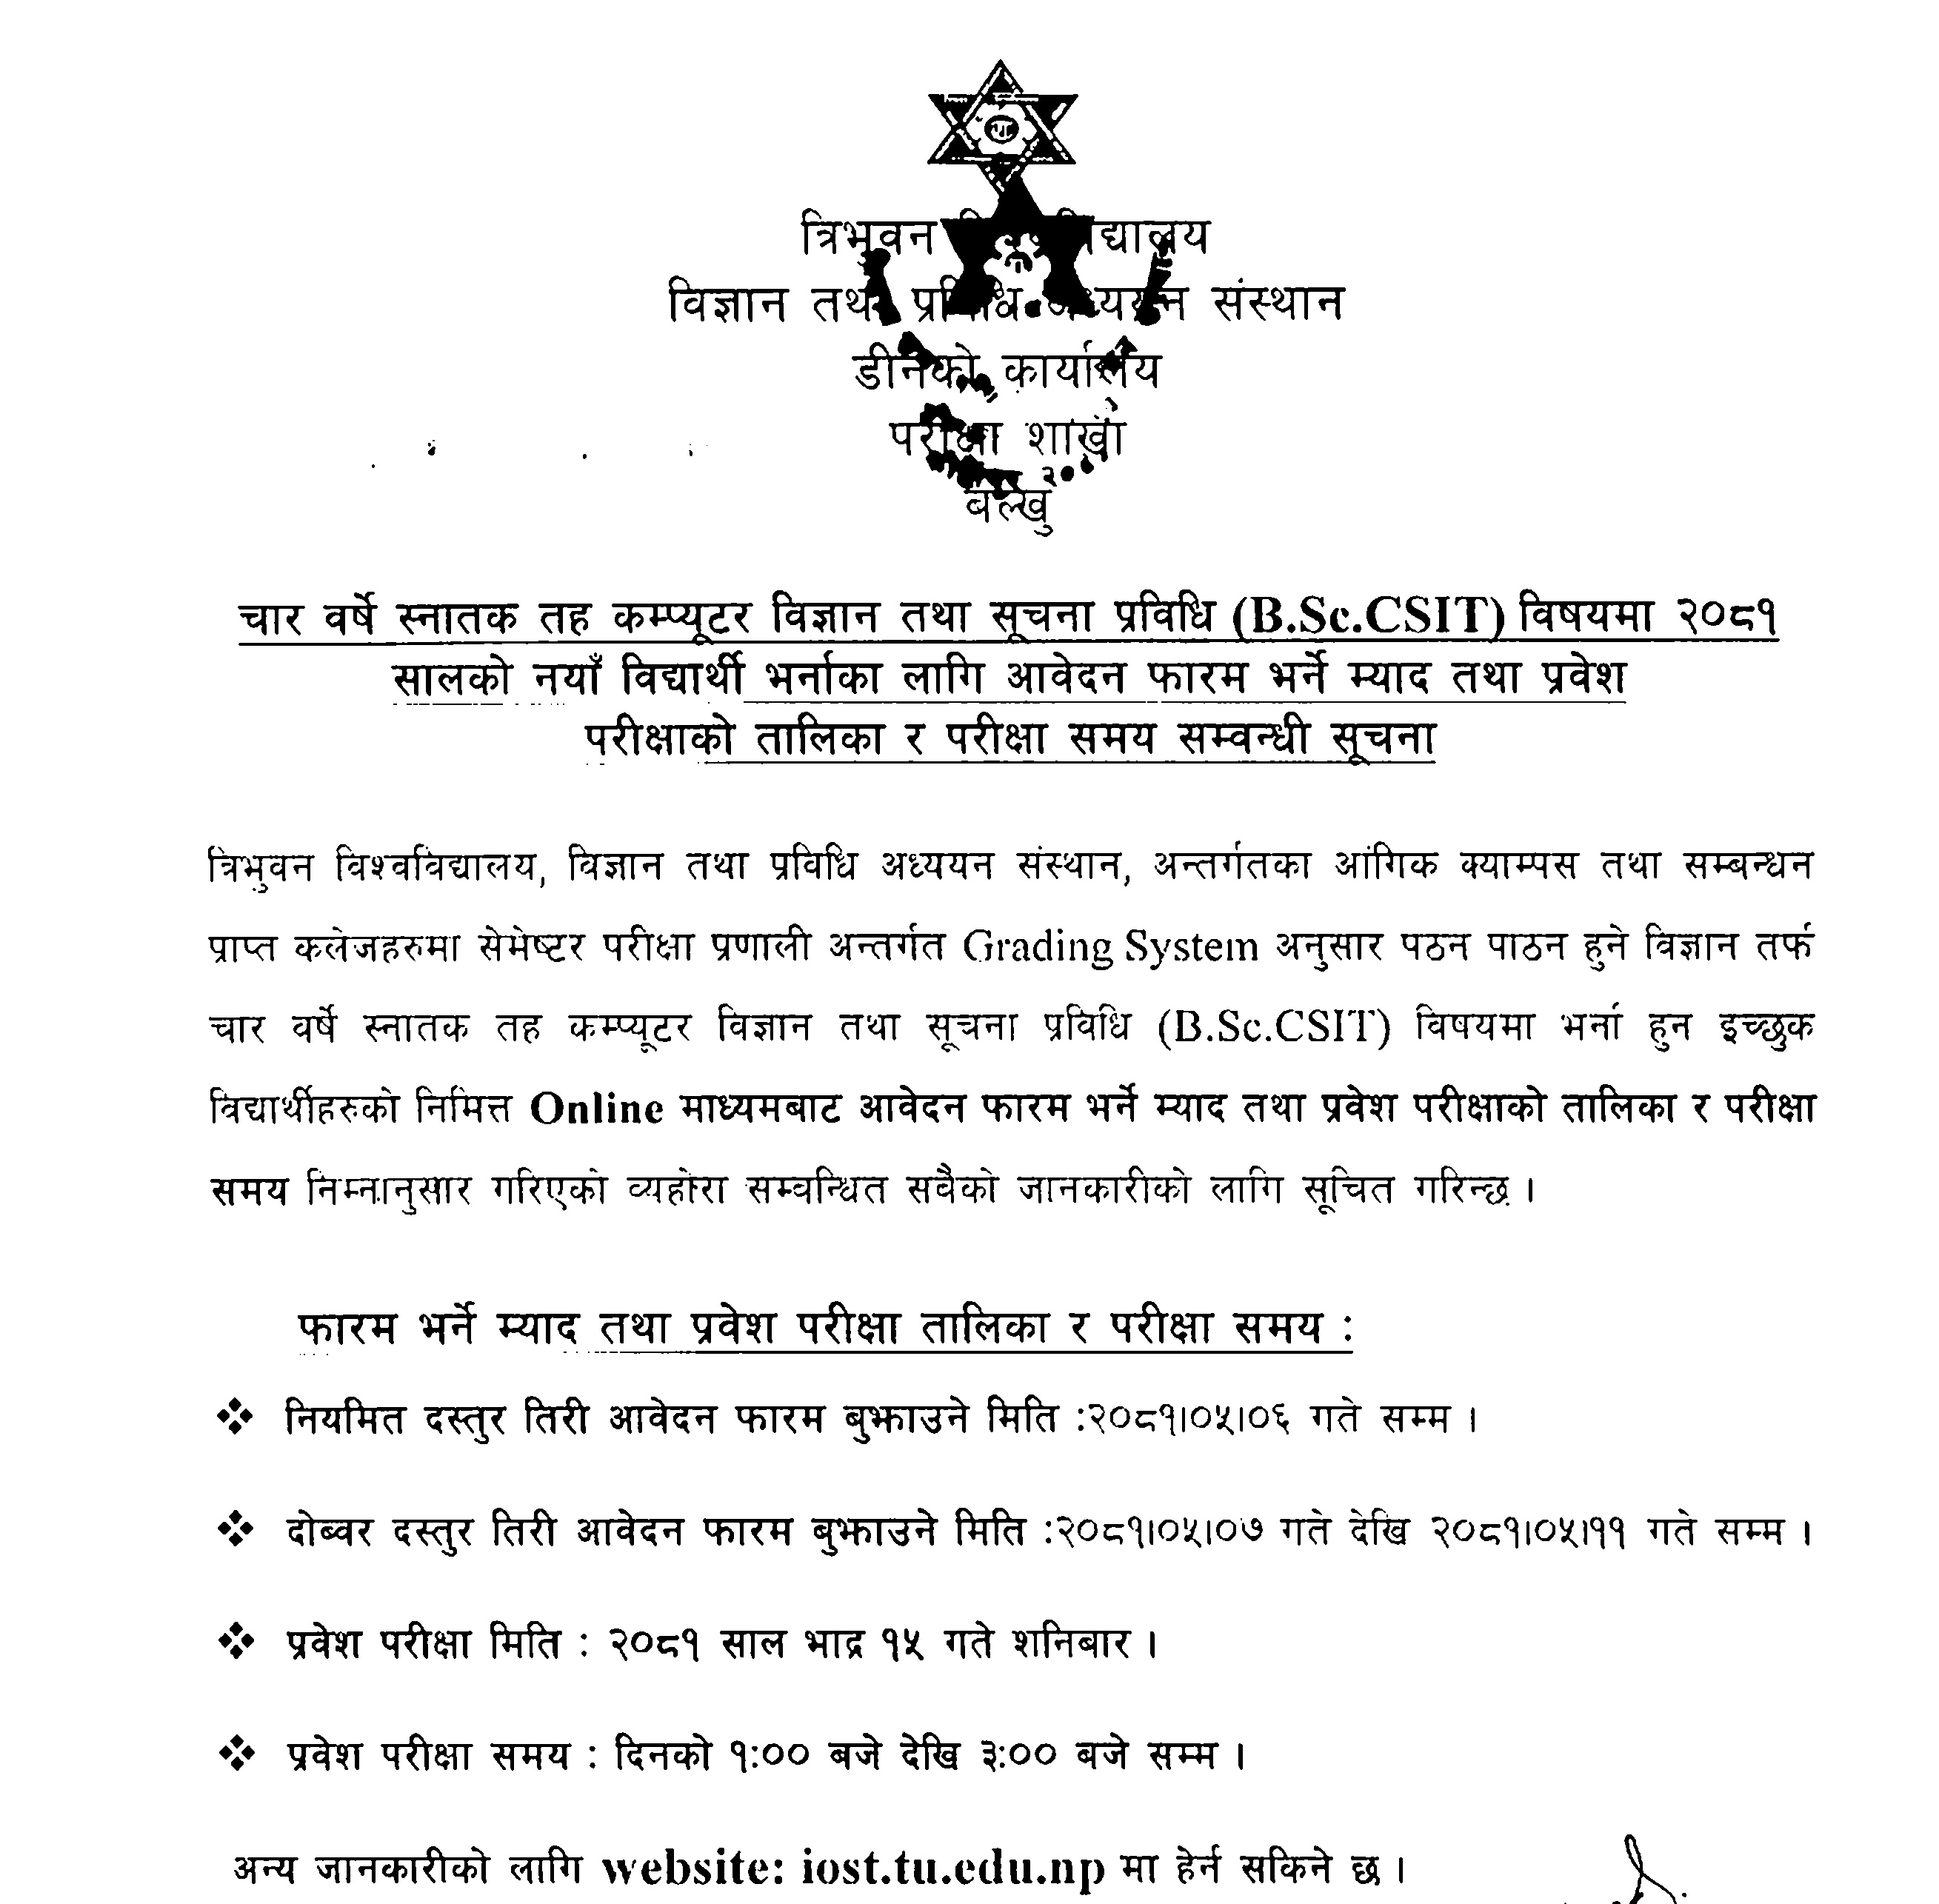 त्रिभुवन
विज्ञान तथा प्रविधि अध्ययन संस्थान
डीनको कार्यालय
परीक्षा शाखा
बल्खु
चार वर्षे स्नातक तह कम्प्यूटर विज्ञान तथा सूचना प्रविधि (B.Sc.CSIT) विषयमा २०८१
सालको नयाँ विद्यार्थी भर्नाका लागि आवेदन फारम भर्ने म्याद तथा प्रवेश
परीक्षाको तालिका र परीक्षा समय सम्वन्धी सूचना
त्रिभुवन विश्वविद्यालय, विज्ञान तथा प्रविधि अध्ययन संस्थान, अन्तर्गतका आंगिक क्याम्पस तथा सम्बन्धन
प्राप्त कलेजहरुमा सेमेष्टर परीक्षा प्रणाली अन्तर्गत Grading System अनुसार पठन पाठन हुने विज्ञान तर्फ
चार वर्षे स्नातक तह कम्प्यूटर विज्ञान तथा सूचना प्रविधि (B.Sc.CSIT) विषयमा भर्ना हुन इच्छुक
विद्यार्थीहरुको निमित्त Online माध्यमबाट आवेदन फारम भर्ने म्याद तथा प्रवेश परीक्षाको तालिका र परीक्षा
समय निम्नानुसार गरिएको व्यहोरा सम्वन्धित सवैको जानकारीको लागि सूचित गरिन्छ ।
फारम भर्ने म्याद तथा प्रवेश परीक्षा तालिका र परीक्षा समय :
❖ नियमित दस्तुर तिरी आवेदन फारम बुझाउने मिति :२०८१।०५।०६ गते सम्म ।
❖ दोब्वर दस्तुर तिरी आवेदन फारम बुझाउने मिति :२०८१।०५।०७ गते देखि २०८१।०५।११ गते सम्म ।
❖ प्रवेश परीक्षा मिति : २०८१ साल भाद्र १५ गते शनिबार ।
❖ प्रवेश परीक्षा समय : दिनको १:०० बजे देखि ३:०० बजे सम्म ।
अन्य जानकारीको लागि website: iost.tu.edu.np मा हेर्न सकिने छ ।